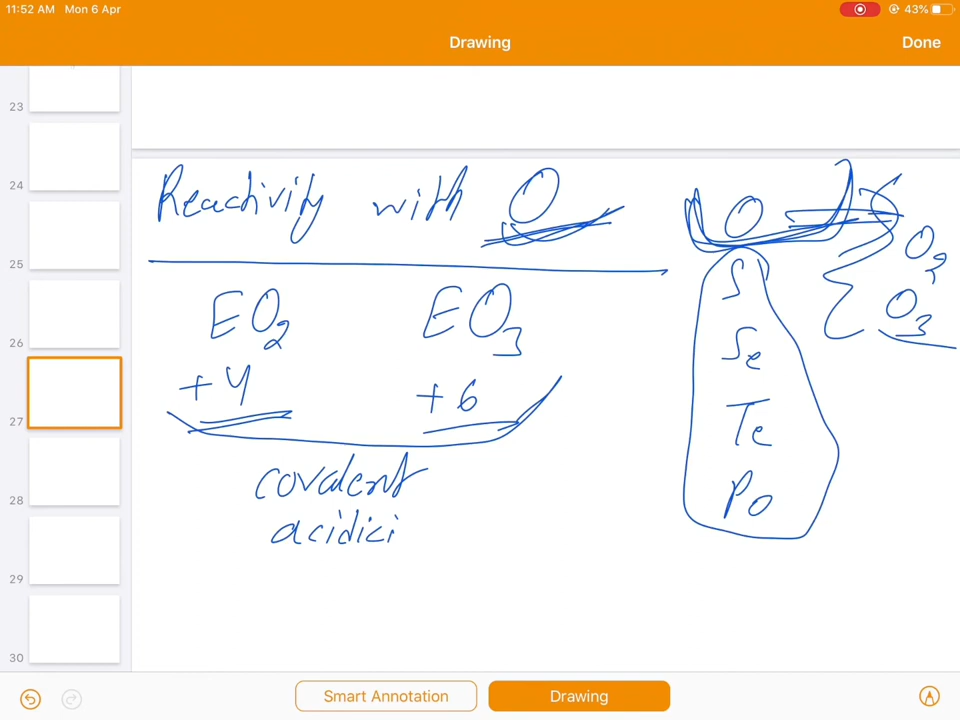 11:52 AM Mon 6 Apr
43%
Drawing
Done
23
24
25
26
27
28
29
30
Reactivity with O
EO2 EO3
+4 +6
covalent
acidici
O
S
Se
Te
Po
O2
O3
Smart Annotation
Drawing